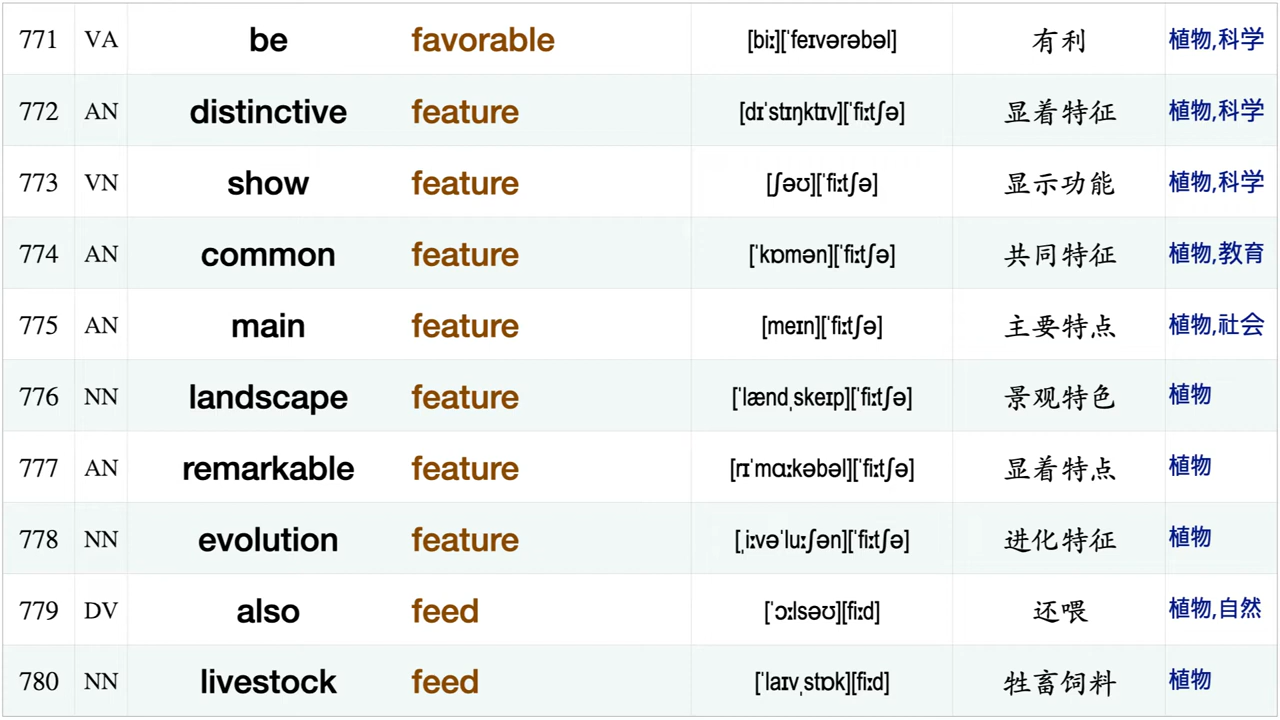 771 VA be favorable [biː][ˈfeɪvərəbəl] 有利 植物,科学
772 AN distinctive feature [dɪˈstɪŋktɪv][ˈfiːtʃə] 显着特征 植物,科学
773 VN show feature [ʃəʊ][ˈfiːtʃə] 显示功能 植物,科学
774 AN common feature [ˈkɒmən][ˈfiːtʃə] 共同特征 植物,教育
775 AN main feature [meɪn][ˈfiːtʃə] 主要特点 植物,社会
776 NN landscape feature [ˈlændˌskeɪp][ˈfiːtʃə] 景观特色 植物
777 AN remarkable feature [rɪˈmɑːkəbəl][ˈfiːtʃə] 显着特点 植物
778 NN evolution feature [ˌiːvəˈluːʃən][ˈfiːtʃə] 进化特征 植物
779 DV also feed [ˈɔːlsəʊ][fiːd] 还喂 植物,自然
780 NN livestock feed [ˈlaɪvˌstɒk][fiːd] 牲畜饲料 植物